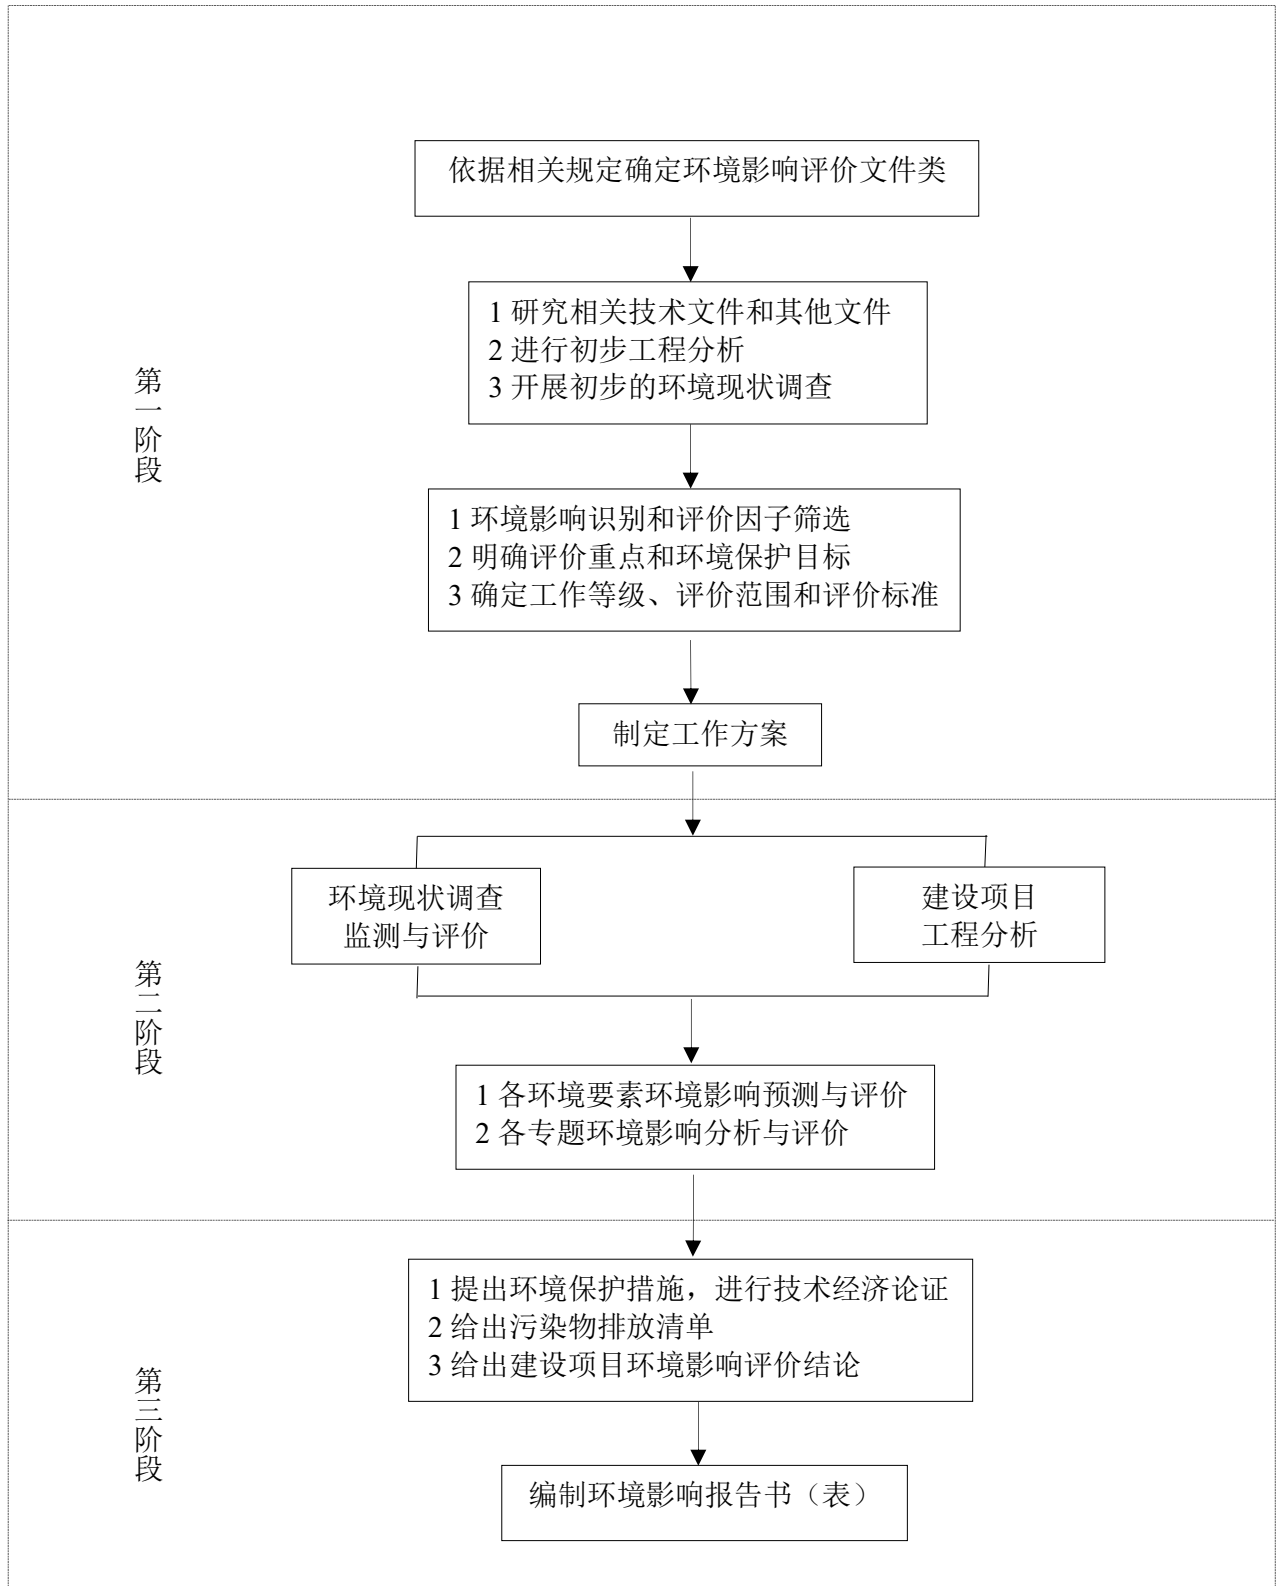 依据相关规定确定环境影响评价文件类
1 研究相关技术文件和其他文件
2 进行初步工程分析
3 开展初步的环境现状调查
第一阶段
1 环境影响识别和评价因子筛选
2 明确评价重点和环境保护目标
3 确定工作等级、评价范围和评价标准
制定工作方案
环境现状调查
监测与评价
建设项目
工程分析
第二阶段
1 各环境要素环境影响预测与评价
2 各专题环境影响分析与评价
1 提出环境保护措施，进行技术经济论证
2 给出污染物排放清单
3 给出建设项目环境影响评价结论
第三阶段
编制环境影响报告书（表）